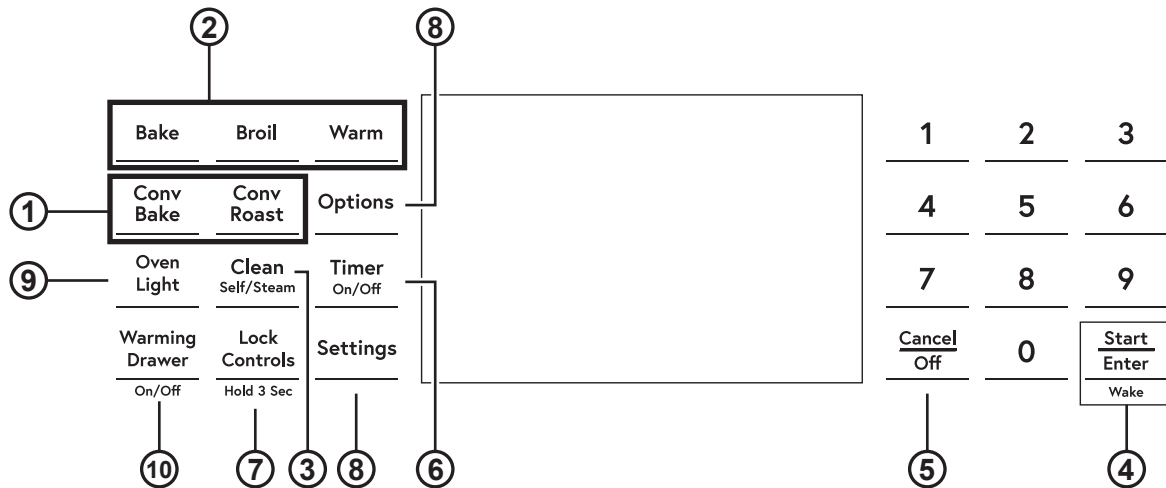 2
8
Bake Broil Warm
1 2 3
1
Conv Bake
Conv Roast
Options
4 5 6
9
Oven Light
Clean
Self/Steam
Timer
On/Off
7 8 9
Warming Drawer
On/Off
Lock Controls
Hold 3 Sec
Settings
Cancel
Off
0
Start
Enter
Wake
10 7 3 8 6 5 4